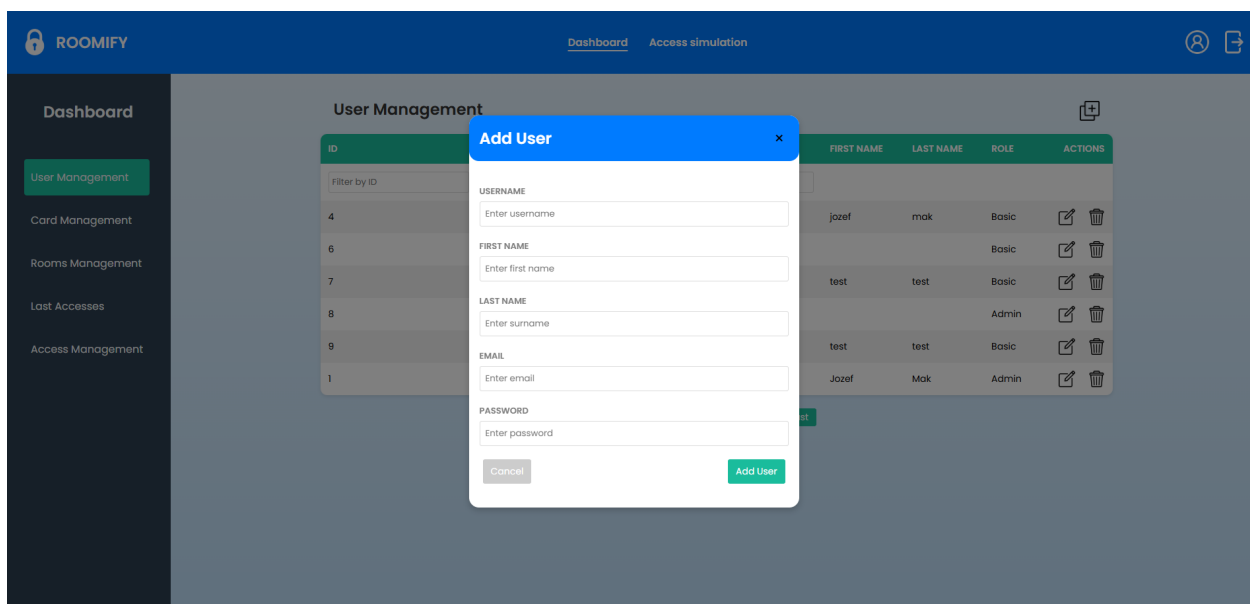 ROOMIFY
Dashboard Access simulation
Dashboard
User Management
Card Management
Rooms Management
Last Accesses
Access Management
User Management
ID FIRST NAME LAST NAME ROLE ACTIONS
Filter by ID
4 jozef mak Basic
6 Basic
7 test test Basic
8 Admin
9 test test Basic
1 Jozef Mak Admin
Add User ×
USERNAME
Enter username
FIRST NAME
Enter first name
LAST NAME
Enter surname
EMAIL
Enter email
PASSWORD
Enter password
Cancel Add User